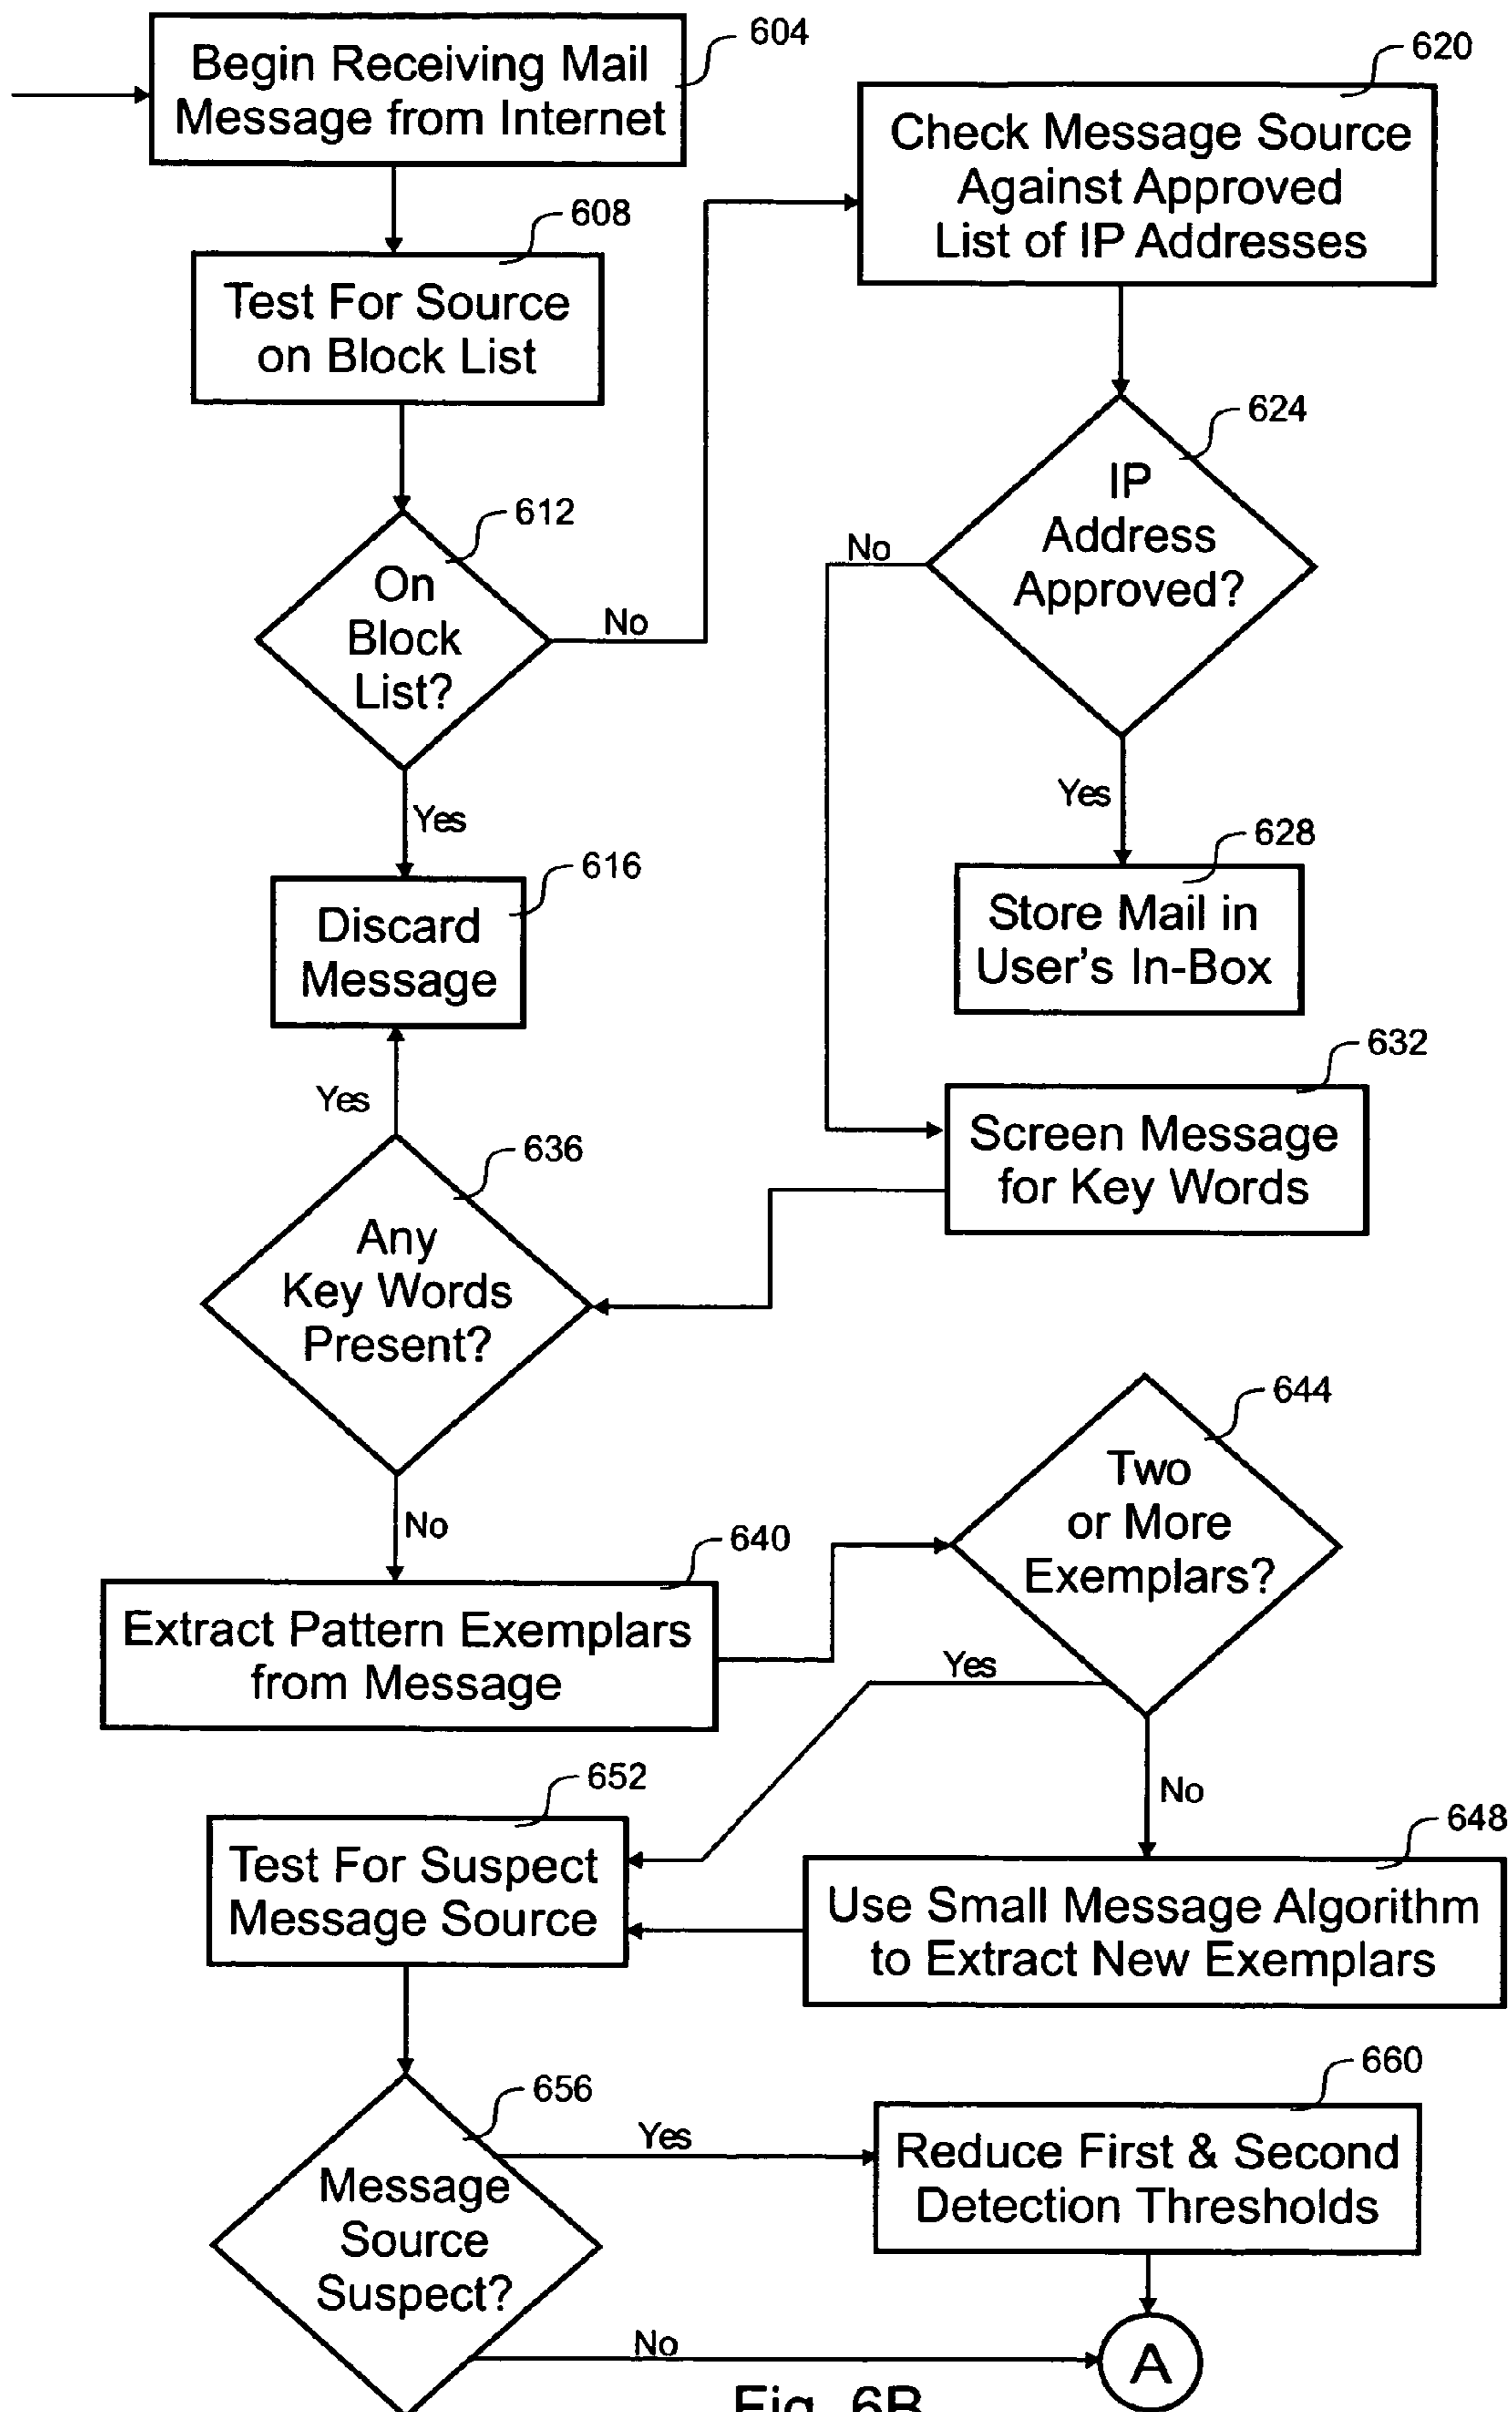 604
Begin Receiving Mail
Message from Internet
608
Test For Source
on Block List
612
On
Block
List?
No
Yes
616
Discard
Message
620
Check Message Source
Against Approved
List of IP Addresses
624
IP
Address
Approved?
No
Yes
628
Store Mail in
User's In-Box
632
Screen Message
for Key Words
Yes
636
Any
Key Words
Present?
No
640
Extract Pattern Exemplars
from Message
644
Two
or More
Exemplars?
Yes
No
648
Use Small Message Algorithm
to Extract New Exemplars
652
Test For Suspect
Message Source
656
Message
Source
Suspect?
Yes
No
660
Reduce First & Second
Detection Thresholds
A
Fig. 6B